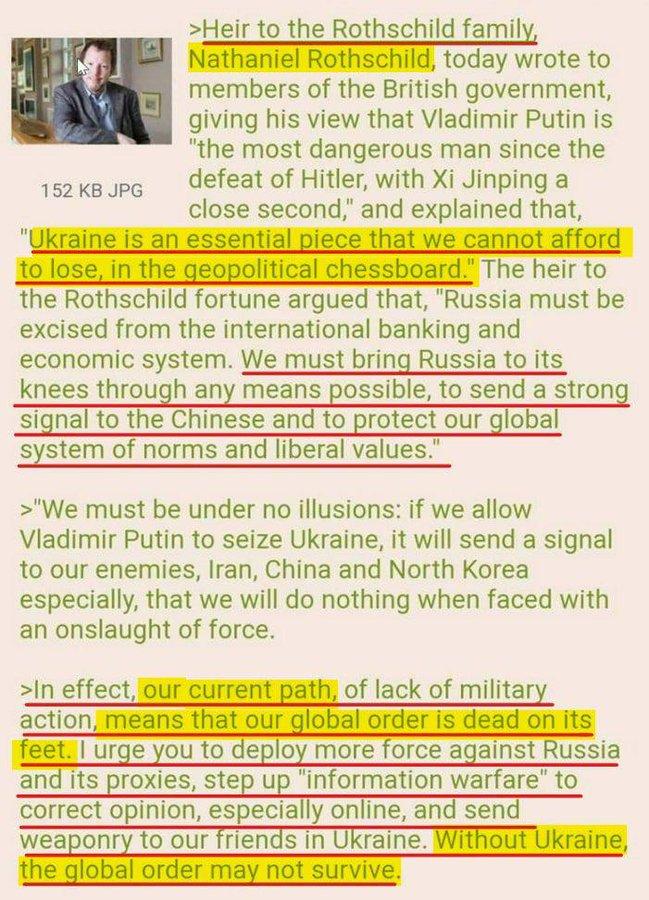 >Heir to the Rothschild family,
Nathaniel Rothschild, today wrote to
members of the British government,
giving his view that Vladimir Putin is
"the most dangerous man since the
defeat of Hitler, with Xi Jinping a
152 KB JPG
close second," and explained that,
"Ukraine is an essential piece that we cannot afford
to lose, in the geopolitical chessboard." The heir to
the Rothschild fortune argued that, "Russia must be
excised from the international banking and
economic system. We must bring Russia to its
knees through any means possible, to send a strong
signal to the Chinese and to protect our global
system of norms and liberal values."
>"We must be under no illusions: if we allow
Vladimir Putin to seize Ukraine, it will send a signal
to our enemies, Iran, China and North Korea
especially, that we will do nothing when faced with
an onslaught of force.
>In effect, our current path, of lack of military
action, means that our global order is dead on its
feet. I urge you to deploy more force against Russia
and its proxies, step up "information warfare" to
correct opinion, especially online, and send
weaponry to our friends in Ukraine. Without Ukraine,
the global order may not survive.